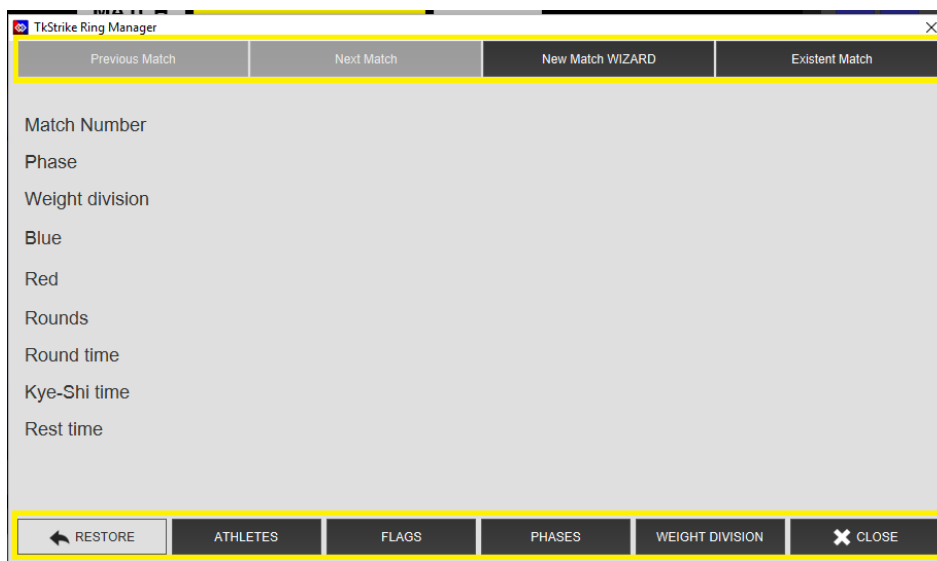 TkStrike Ring Manager
Previous Match Next Match New Match WIZARD Existent Match
Match Number
Phase
Weight division
Blue
Red
Rounds
Round time
Kye-Shi time
Rest time
RESTORE ATHLETES FLAGS PHASES WEIGHT DIVISION CLOSE